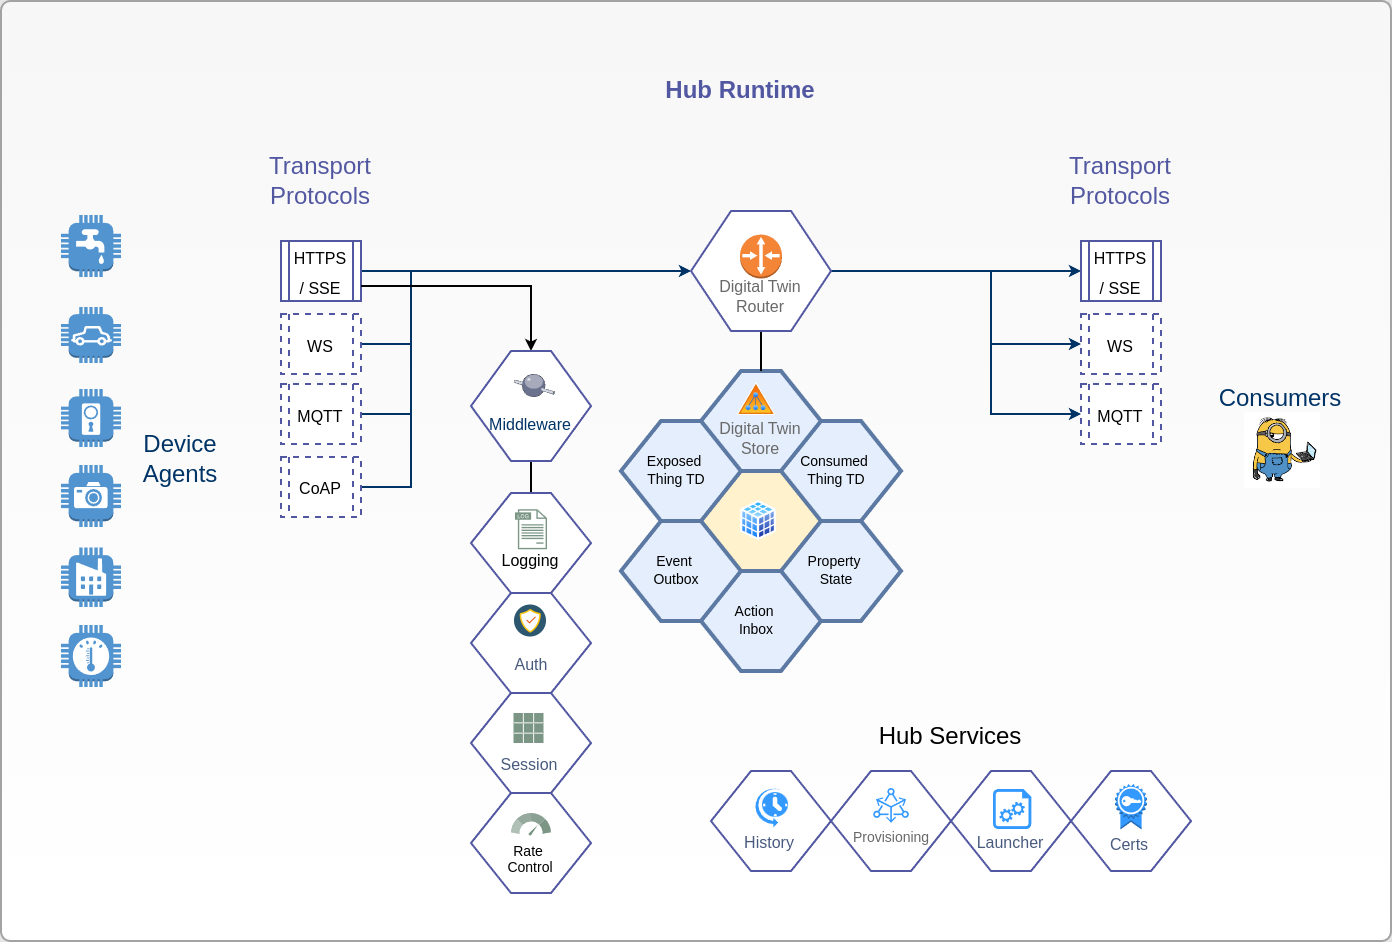 Hub Runtime
Transport
Protocols
Transport
Protocols
HTTPS
/ SSE
WS
MQTT
CoAP
Device
Agents
Digital Twin
Router
HTTPS
/ SSE
WS
MQTT
Consumers
Middleware
LOG
Logging
Auth
Session
Rate
Control
Digital Twin
Store
Exposed
Thing TD
Consumed
Thing TD
Event
Outbox
Property
State
Action
Inbox
Hub Services
History
Provisioning
Launcher
Certs